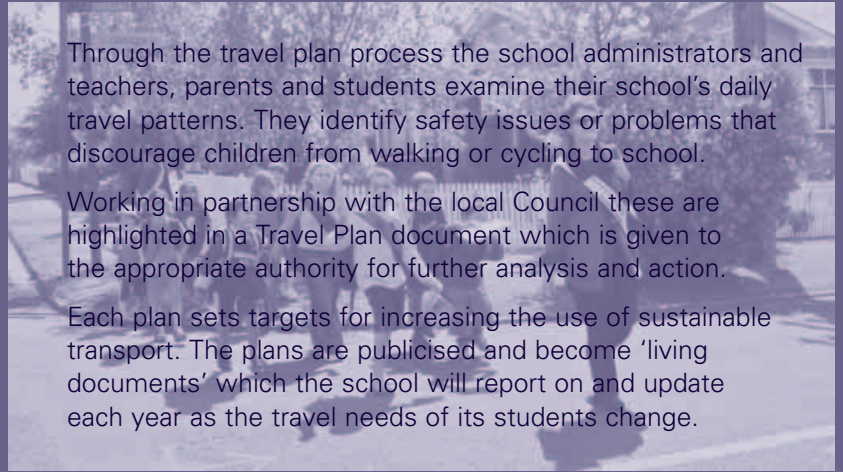 Through the travel plan process the school administrators and
teachers, parents and students examine their school’s daily
travel patterns. They identify safety issues or problems that
discourage children from walking or cycling to school.
Working in partnership with the local Council these are
highlighted in a Travel Plan document which is given to
the appropriate authority for further analysis and action.
Each plan sets targets for increasing the use of sustainable
transport. The plans are publicised and become ‘living
documents’ which the school will report on and update
each year as the travel needs of its students change.